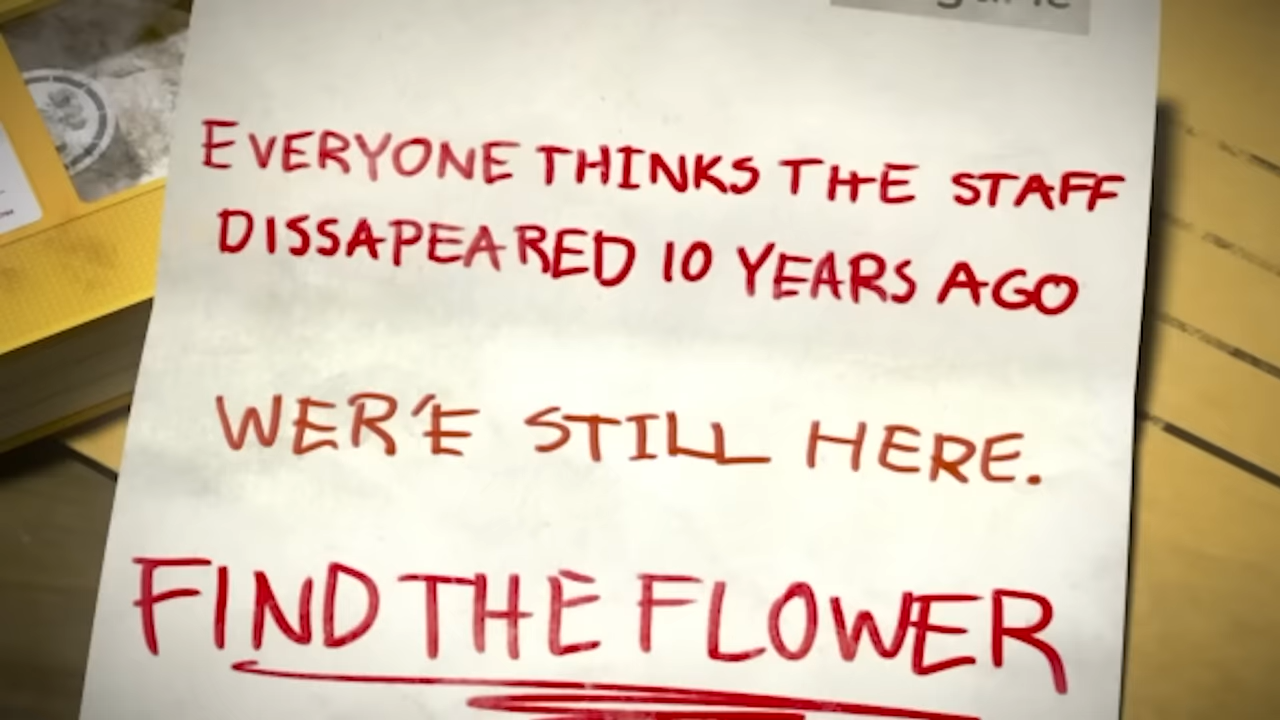 EVERYONE THINKS THE STAFF
DISSAPEARED 10 YEARS AGO
WER'E STILL HERE.
FIND THE FLOWER